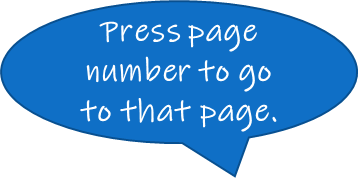 Press page
number to go
to that page.